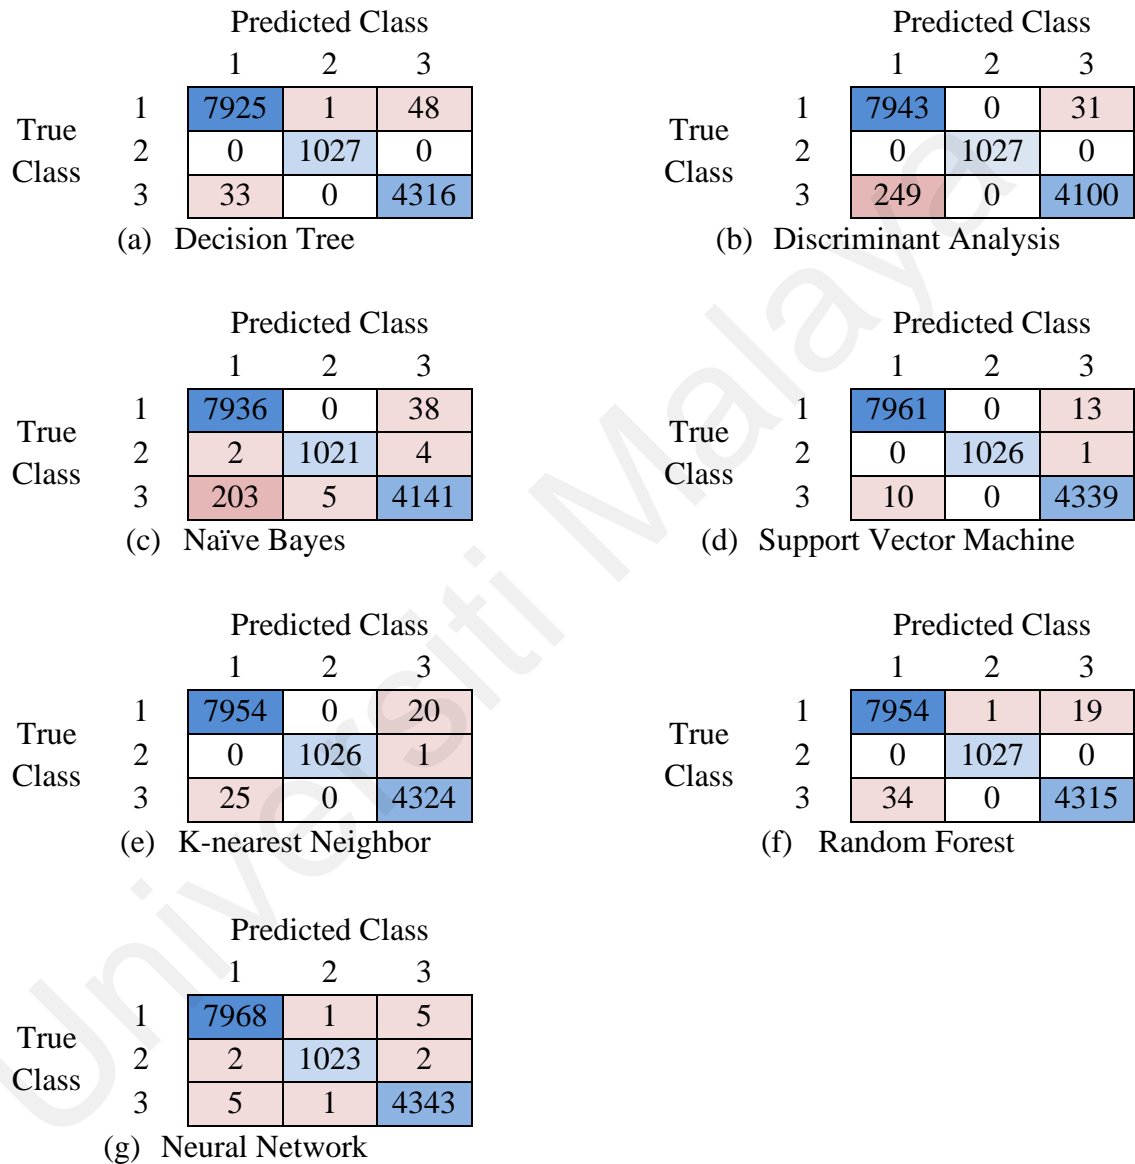 Predicted Class
1 2 3
True Class
1 7925 1 48
2 0 1027 0
3 33 0 4316
(a) Decision Tree
Predicted Class
1 2 3
True Class
1 7943 0 31
2 0 1027 0
3 249 0 4100
(b) Discriminant Analysis
Predicted Class
1 2 3
True Class
1 7936 0 38
2 2 1021 4
3 203 5 4141
(c) Naïve Bayes
Predicted Class
1 2 3
True Class
1 7961 0 13
2 0 1026 1
3 10 0 4339
(d) Support Vector Machine
Predicted Class
1 2 3
True Class
1 7954 0 20
2 0 1026 1
3 25 0 4324
(e) K-nearest Neighbor
Predicted Class
1 2 3
True Class
1 7954 1 19
2 0 1027 0
3 34 0 4315
(f) Random Forest
Predicted Class
1 2 3
True Class
1 7968 1 5
2 2 1023 2
3 5 1 4343
(g) Neural Network
Universiti Malaya